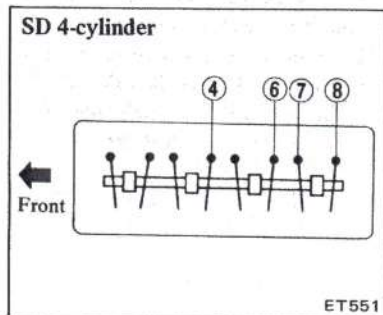 SD 4-cylinder
④ ⑥ ⑦ ⑧
Front
ET551